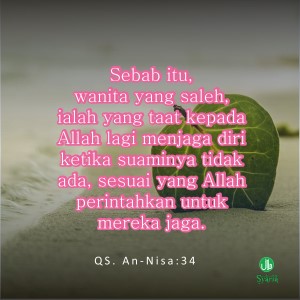 Sebab itu,
wanita yang saleh,
ialah yang taat kepada
Allah lagi menjaga diri
ketika suaminya tidak
ada, sesuai yang Allah
perintahkan untuk
mereka jaga.
QS. An-Nisa:34
Syaria